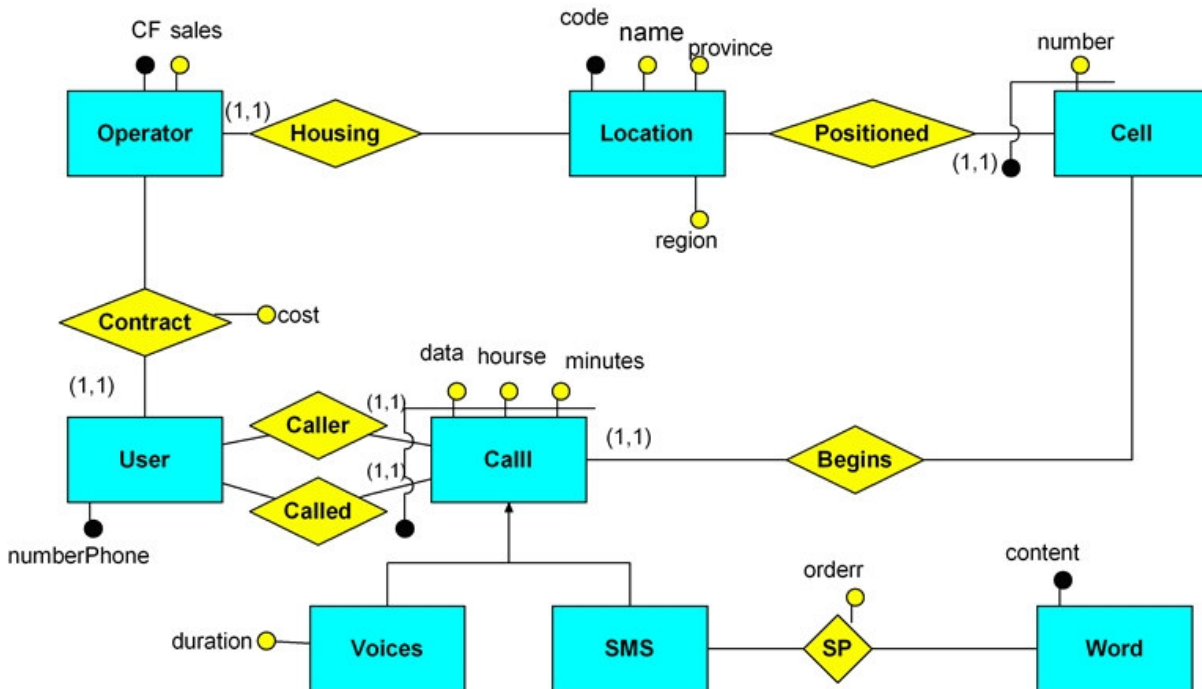 CF sales
code
name
province
number
(1,1)
Operator
Housing
Location
Positioned
Cell
(1,1)
region
Contract
cost
data
hourse
minutes
(1,1)
(1,1)
Caller
(1,1)
User
Calll
Begins
(1,1)
Called
numberPhone
orderr
content
duration
Voices
SMS
SP
Word